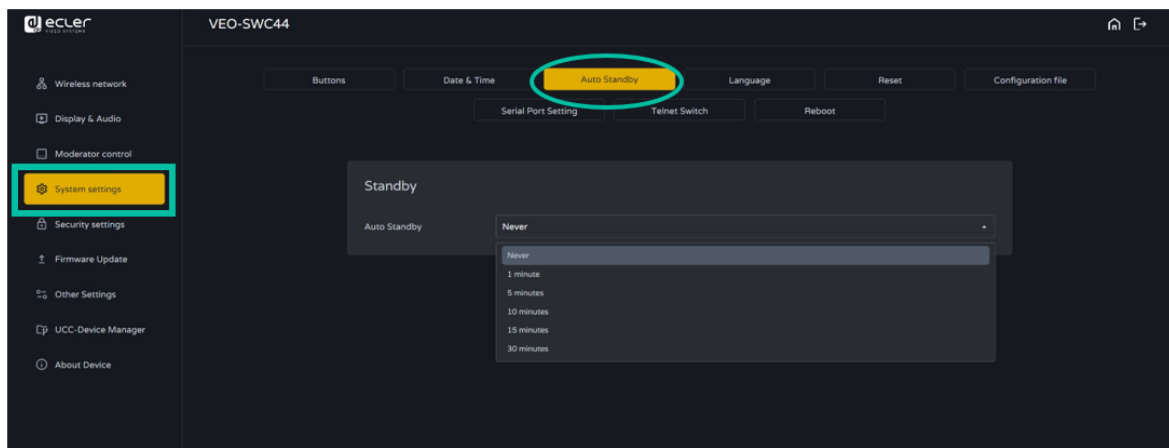 ecler
VIDEO SYSTEMS
VEO-SWC44
Wireless network
Display & Audio
Moderator control
System settings
Security settings
Firmware Update
Other Settings
UCC-Device Manager
About Device
Buttons
Date & Time
Auto Standby
Language
Reset
Configuration file
Serial Port Setting
Telnet Switch
Reboot
Standby
Auto Standby
Never
Never
1 minute
5 minutes
10 minutes
15 minutes
30 minutes